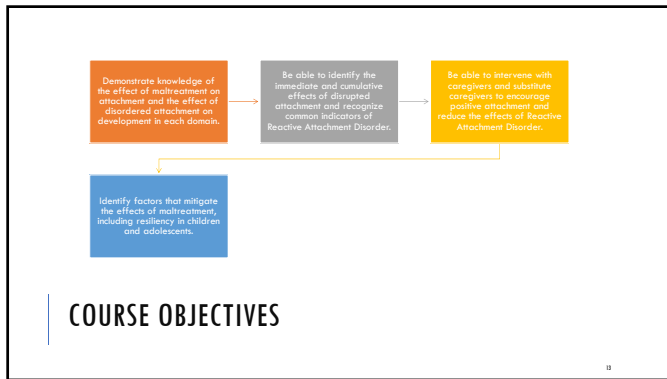 Demonstrate knowledge of
the effect of maltreatment on
attachment and the effect of
disordered attachment on
development in each domain.
Be able to identify the
immediate and cumulative
effects of disrupted
attachment and recognize
common indicators of
Reactive Attachment Disorder.
Be able to intervene with
caregivers and substitute
caregivers to encourage
positive attachment and
reduce the effects of Reactive
Attachment Disorder.
Identify factors that mitigate
the effects of maltreatment,
including resiliency in children
and adolescents.
COURSE OBJECTIVES